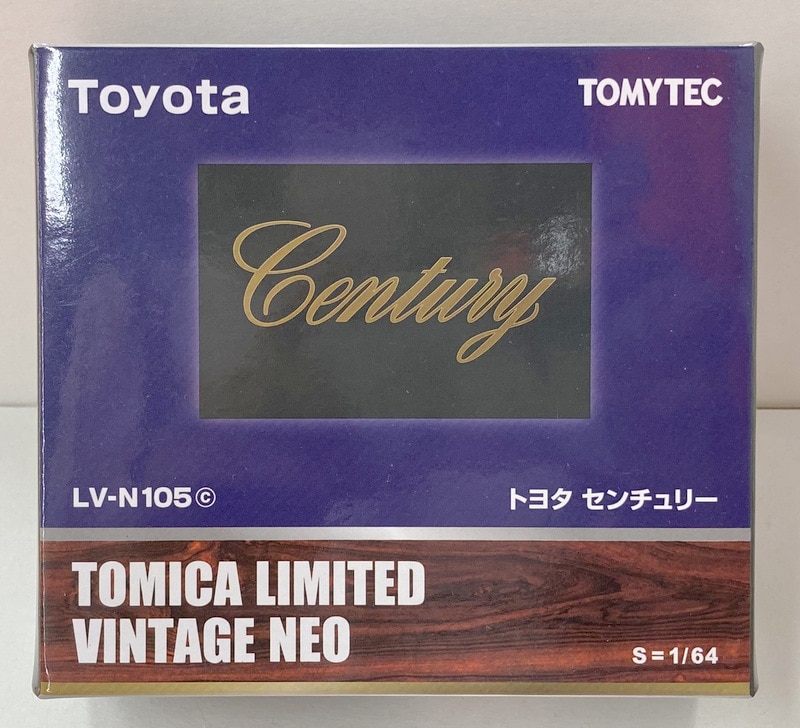 Toyota
TOMYTEC
Century
LV-N105ⓒ
トヨタ センチュリー
TOMICA LIMITED
VINTAGE NEO
S=1/64